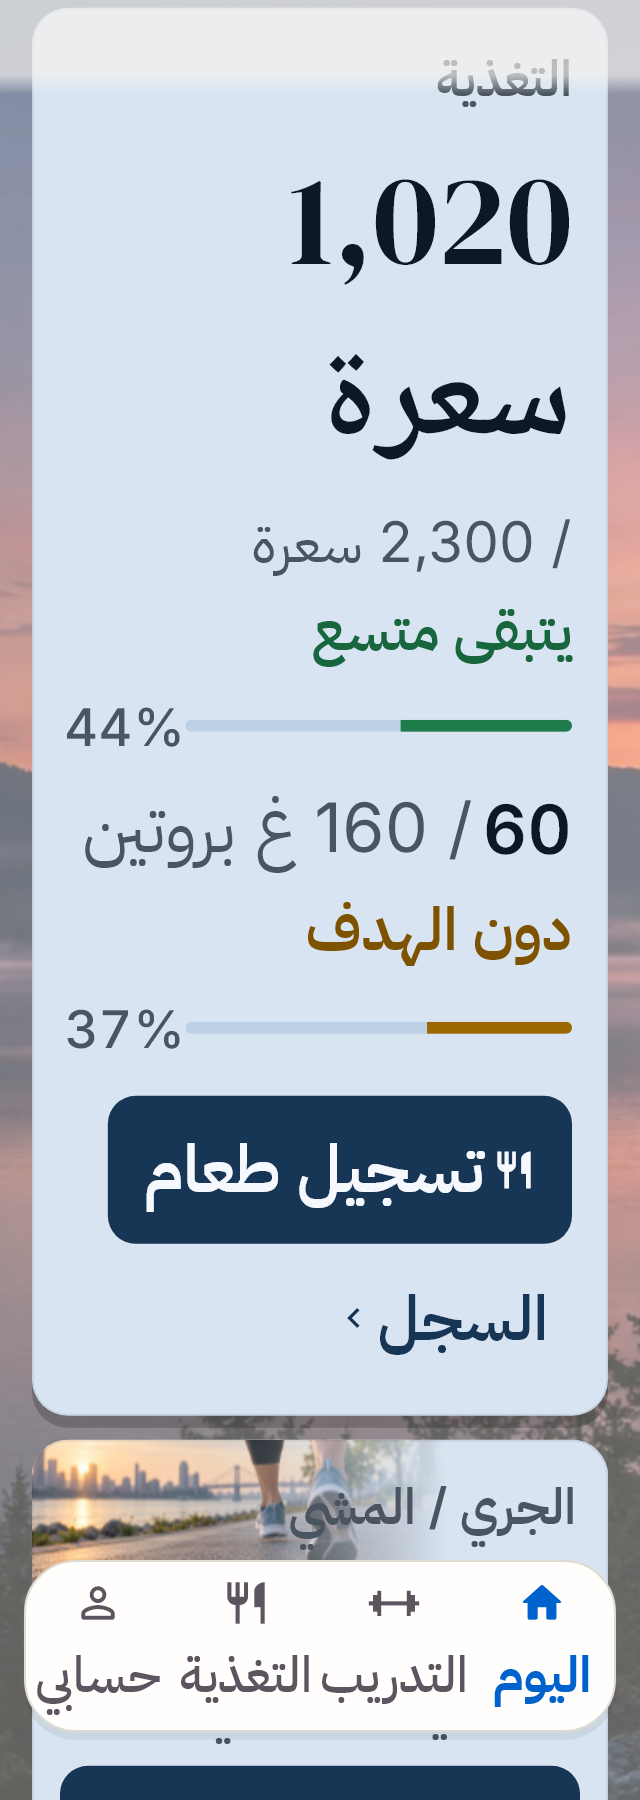 التغذية
1,020
سعرة
/ 2,300 سعرة
يتبقى متسع
44%
60 / 160 غ بروتين
دون الهدف
37%
تسجيل طعام
السجل
الجري / المشي
اليوم
التدريب
التغذية
حسابي